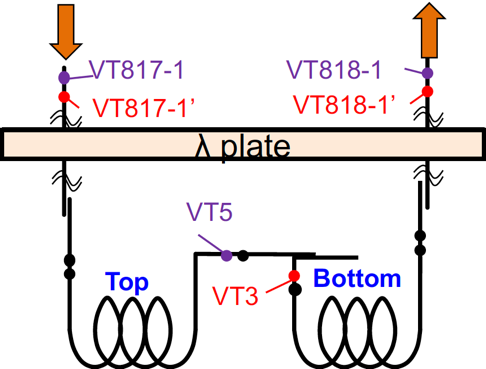 VT817-1
VT818-1
VT817-1’
VT818-1’
λ plate
VT5
Top
Bottom
VT3